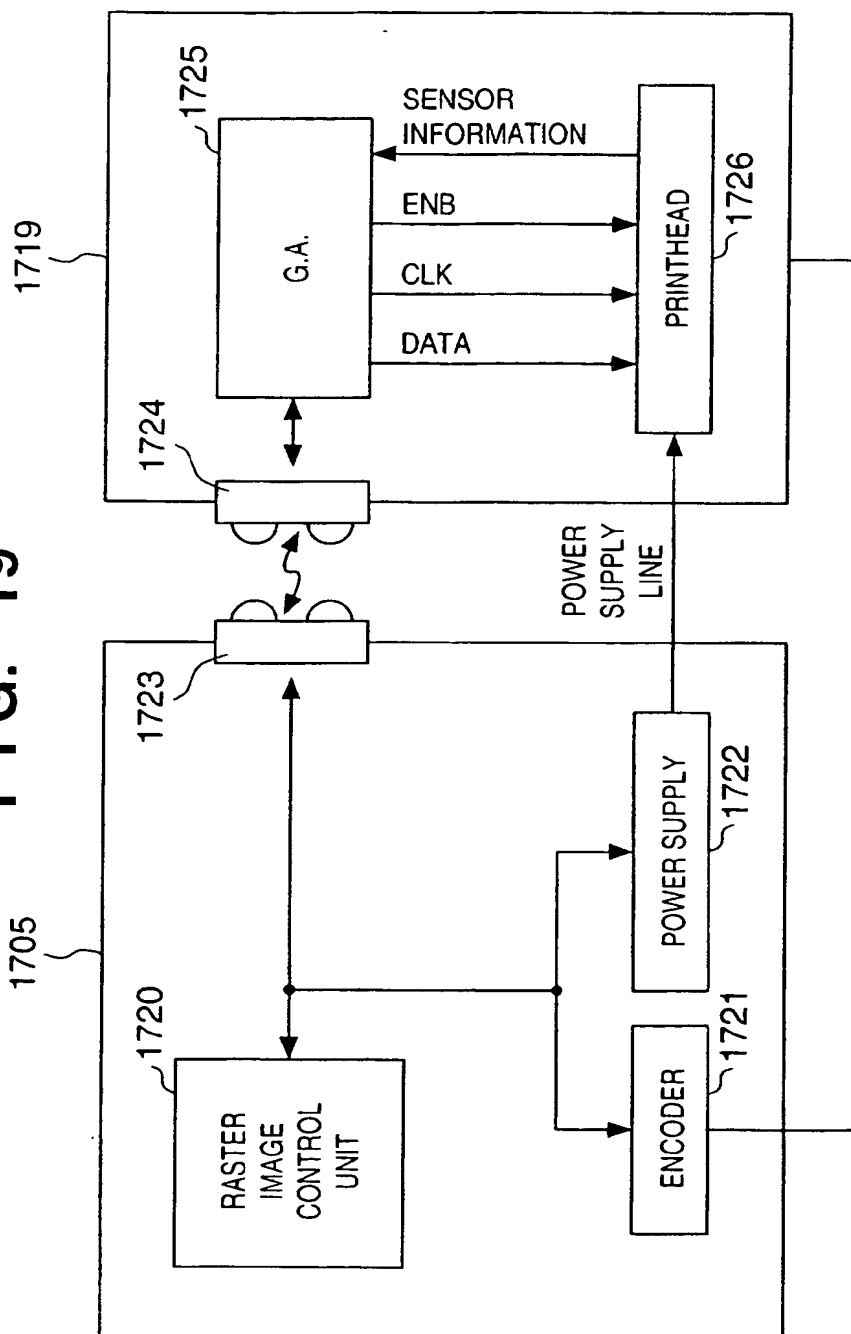 FIG. 19
1705
1719
1720
RASTER
IMAGE
CONTROL
UNIT
1723
1724
1725
G.A.
DATA
CLK
ENB
SENSOR
INFORMATION
ENCODER
1721
POWER SUPPLY
1722
POWER
SUPPLY
LINE
PRINTHEAD
1726